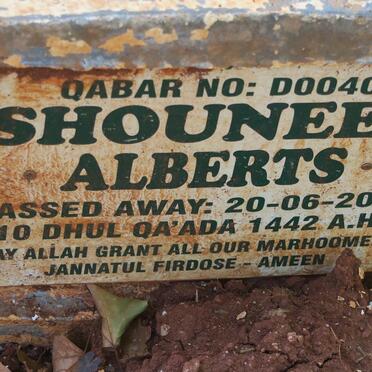 QABAR NO: D0040
SHOUNEE
ALBERTS
ASSED AWAY: 20-06-20
10 DHUL QA'ADA 1442 A.H
AY ALLAH GRANT ALL OUR MARHOOME
JANNATUL FIRDOSE - AMEEN